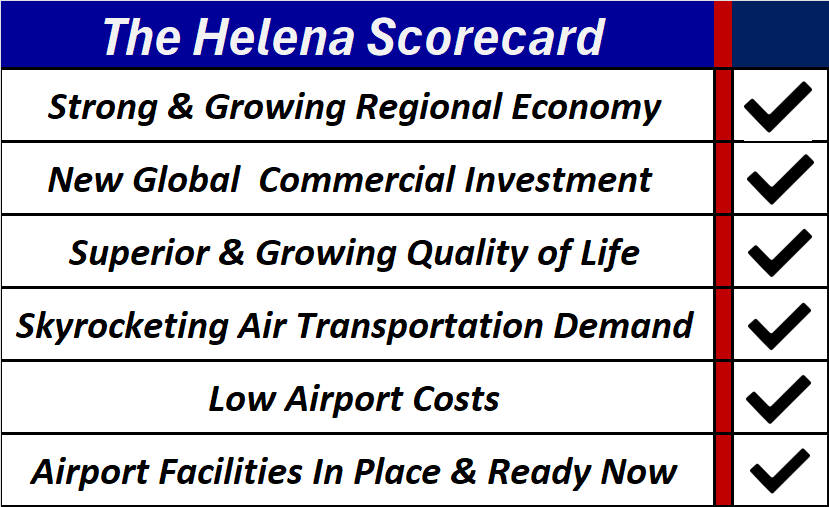 The Helena Scorecard
Strong & Growing Regional Economy
New Global  Commercial Investment
Superior & Growing Quality of Life
Skyrocketing Air Transportation Demand
Low Airport Costs
Airport Facilities In Place & Ready Now